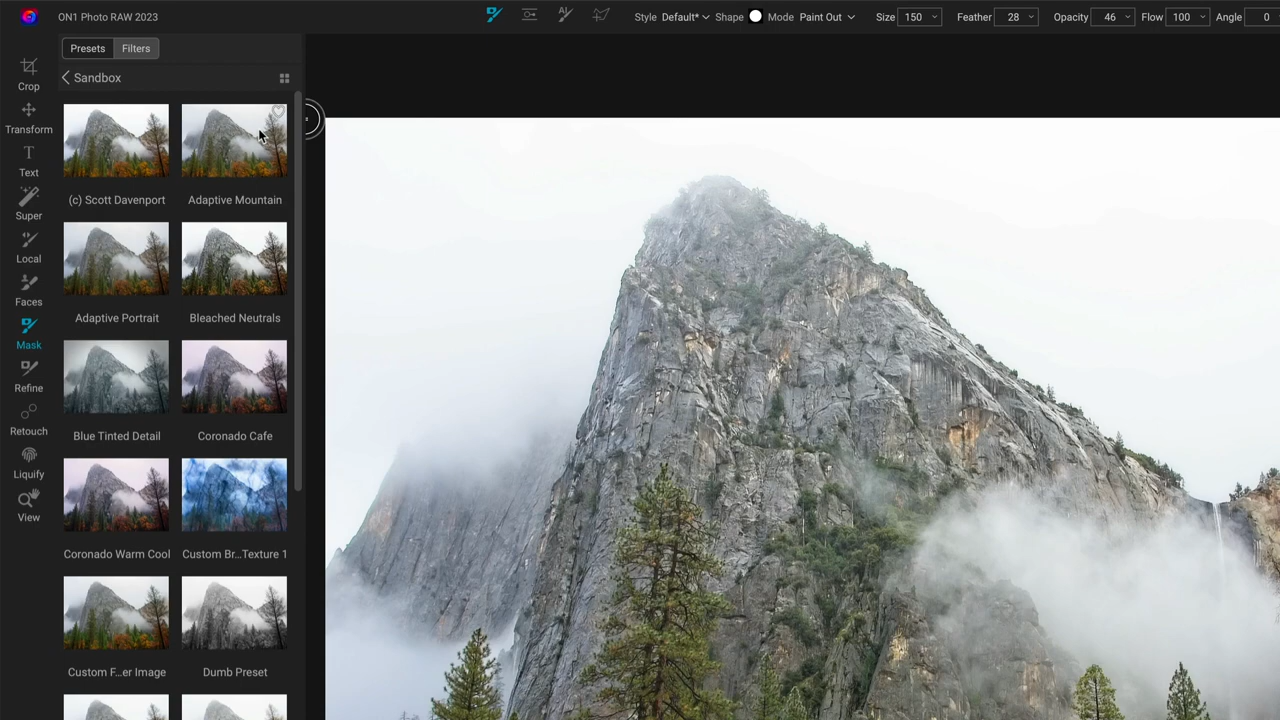 ON1 Photo RAW 2023
Style Default* Shape Mode Paint Out Size 150 Feather 28 Opacity 46 Flow 100 Angle 0
Presets Filters
Sandbox
Crop
Transform
Text
Super
Local
Faces
Mask
Refine
Retouch
Liquify
View
(c) Scott Davenport Adaptive Mountain
Adaptive Portrait Bleached Neutrals
Blue Tinted Detail Coronado Cafe
Coronado Warm Cool Custom Br...Texture 1
Custom F...er Image Dumb Preset